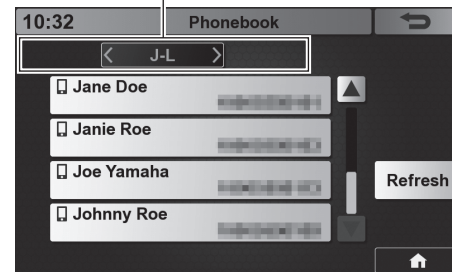 10:32 Phonebook
J-L
Jane Doe
Janie Roe
Joe Yamaha
Refresh
Johnny Roe